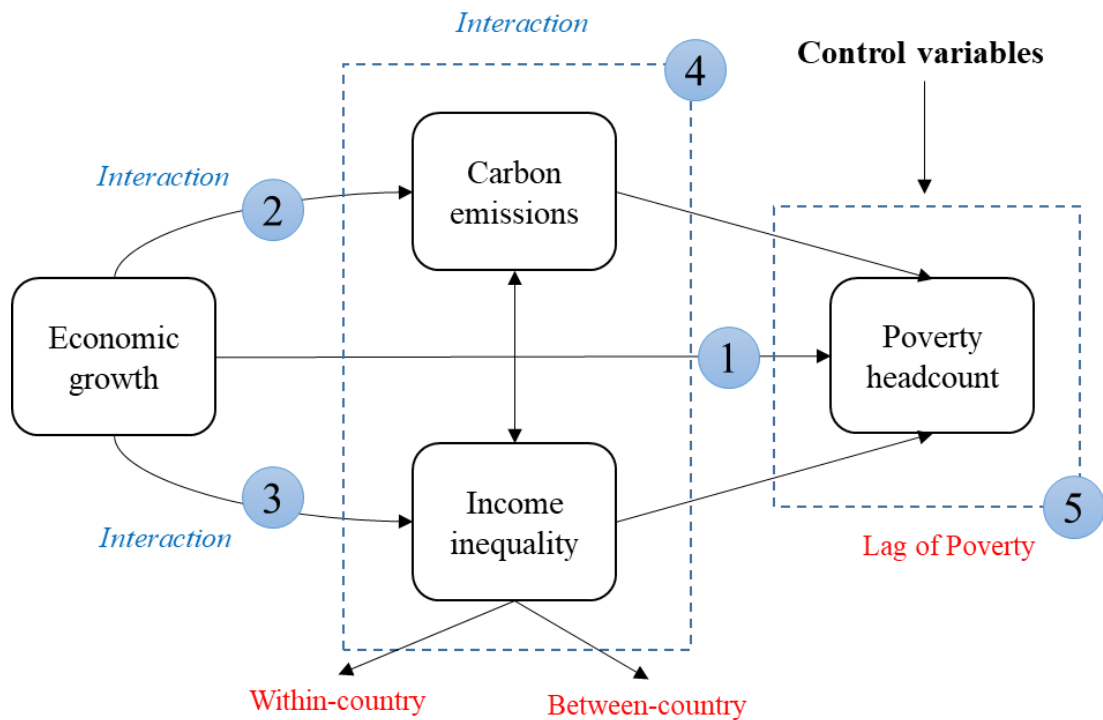 Interaction
4
Control variables
Carbon
emissions
Interaction
2
Economic
growth
1
Poverty
headcount
3
Interaction
Income
inequality
5
Lag of Poverty
Within-country
Between-country